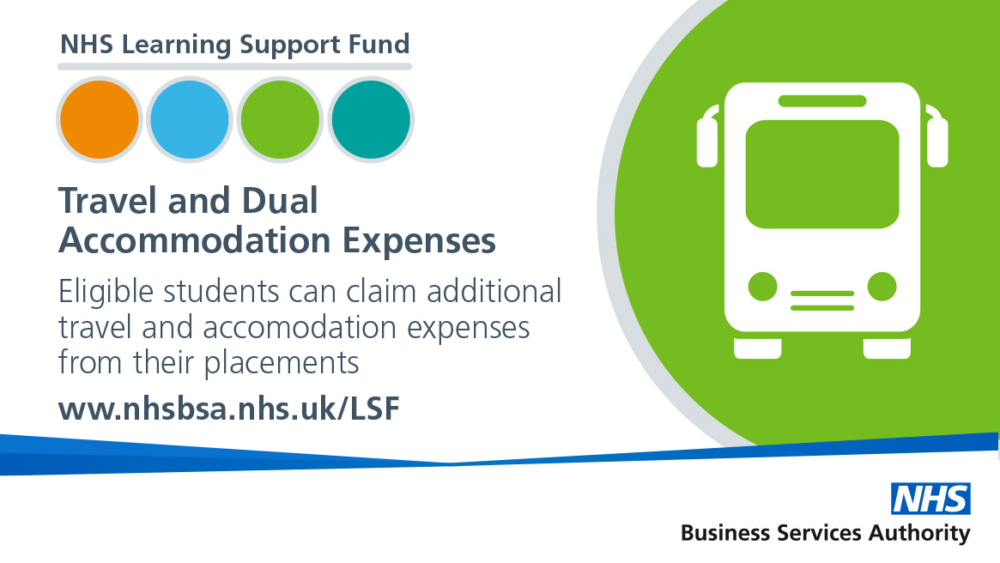 NHS Learning Support Fund
Travel and Dual
Accommodation Expenses
Eligible students can claim additional
travel and accomodation expenses
from their placements
ww.nhsbsa.nhs.uk/LSF
NHS
Business Services Authority